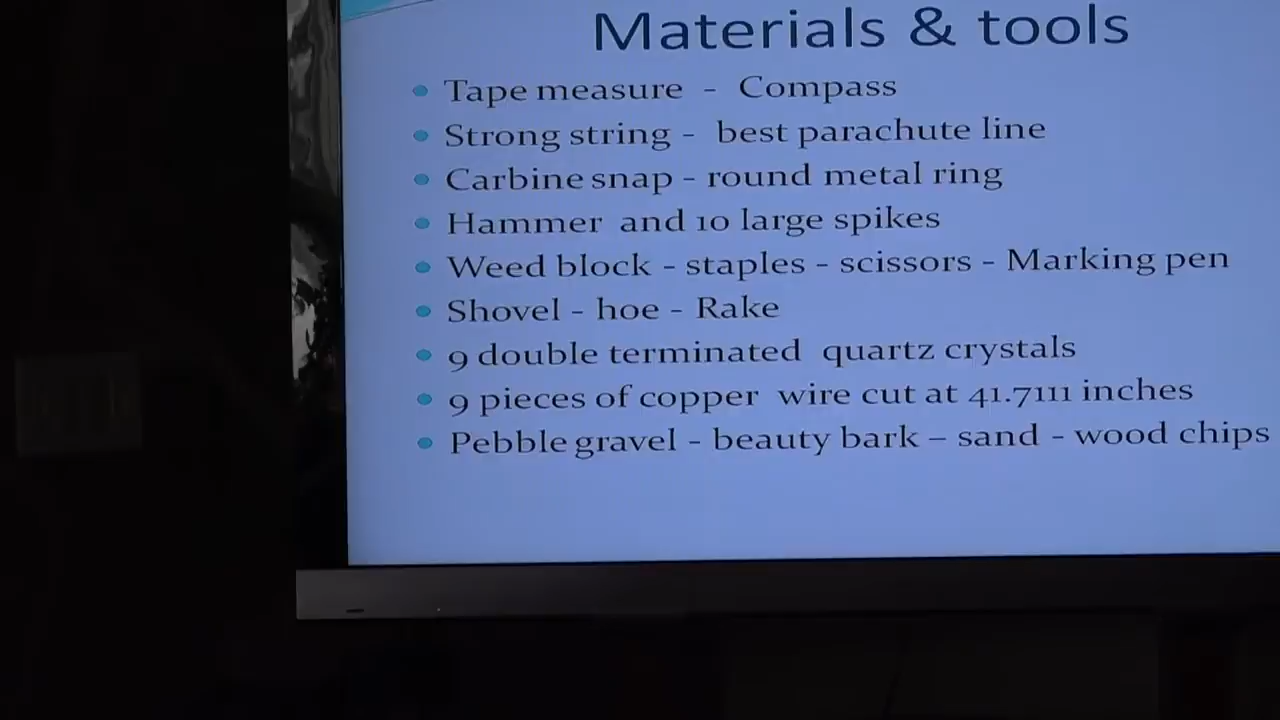 Materials & tools
Tape measure - Compass
Strong string - best parachute line
Carbine snap - round metal ring
Hammer and 10 large spikes
Weed block - staples - scissors - Marking pen
Shovel - hoe - Rake
9 double terminated quartz crystals
9 pieces of copper wire cut at 41.7111 inches
Pebble gravel - beauty bark – sand - wood chips